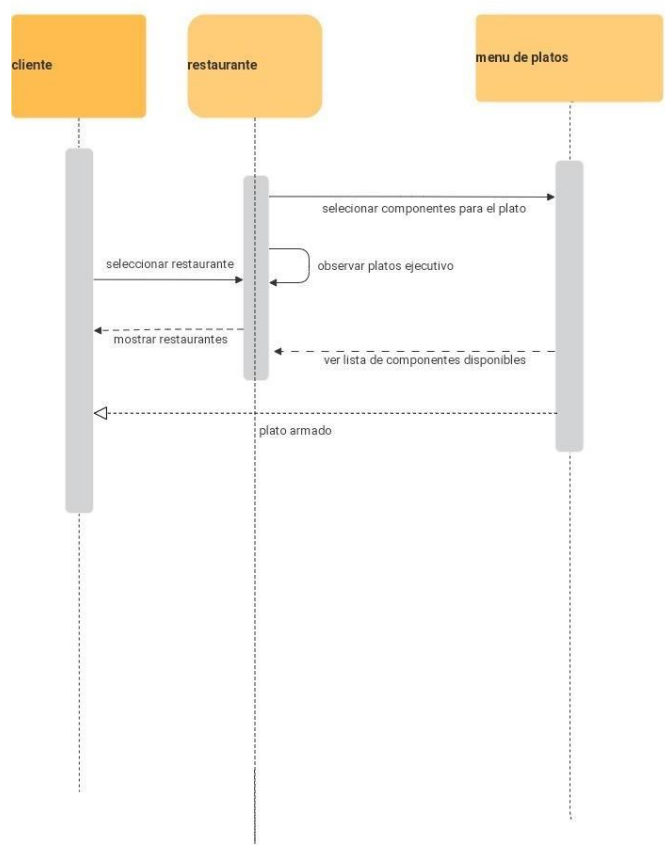 cliente
restaurante
menu de platos
selecionar componentes para el plato
seleccionar restaurante
observar platos ejecutivo
mostrar restaurantes
ver lista de componentes disponibles
plato armado